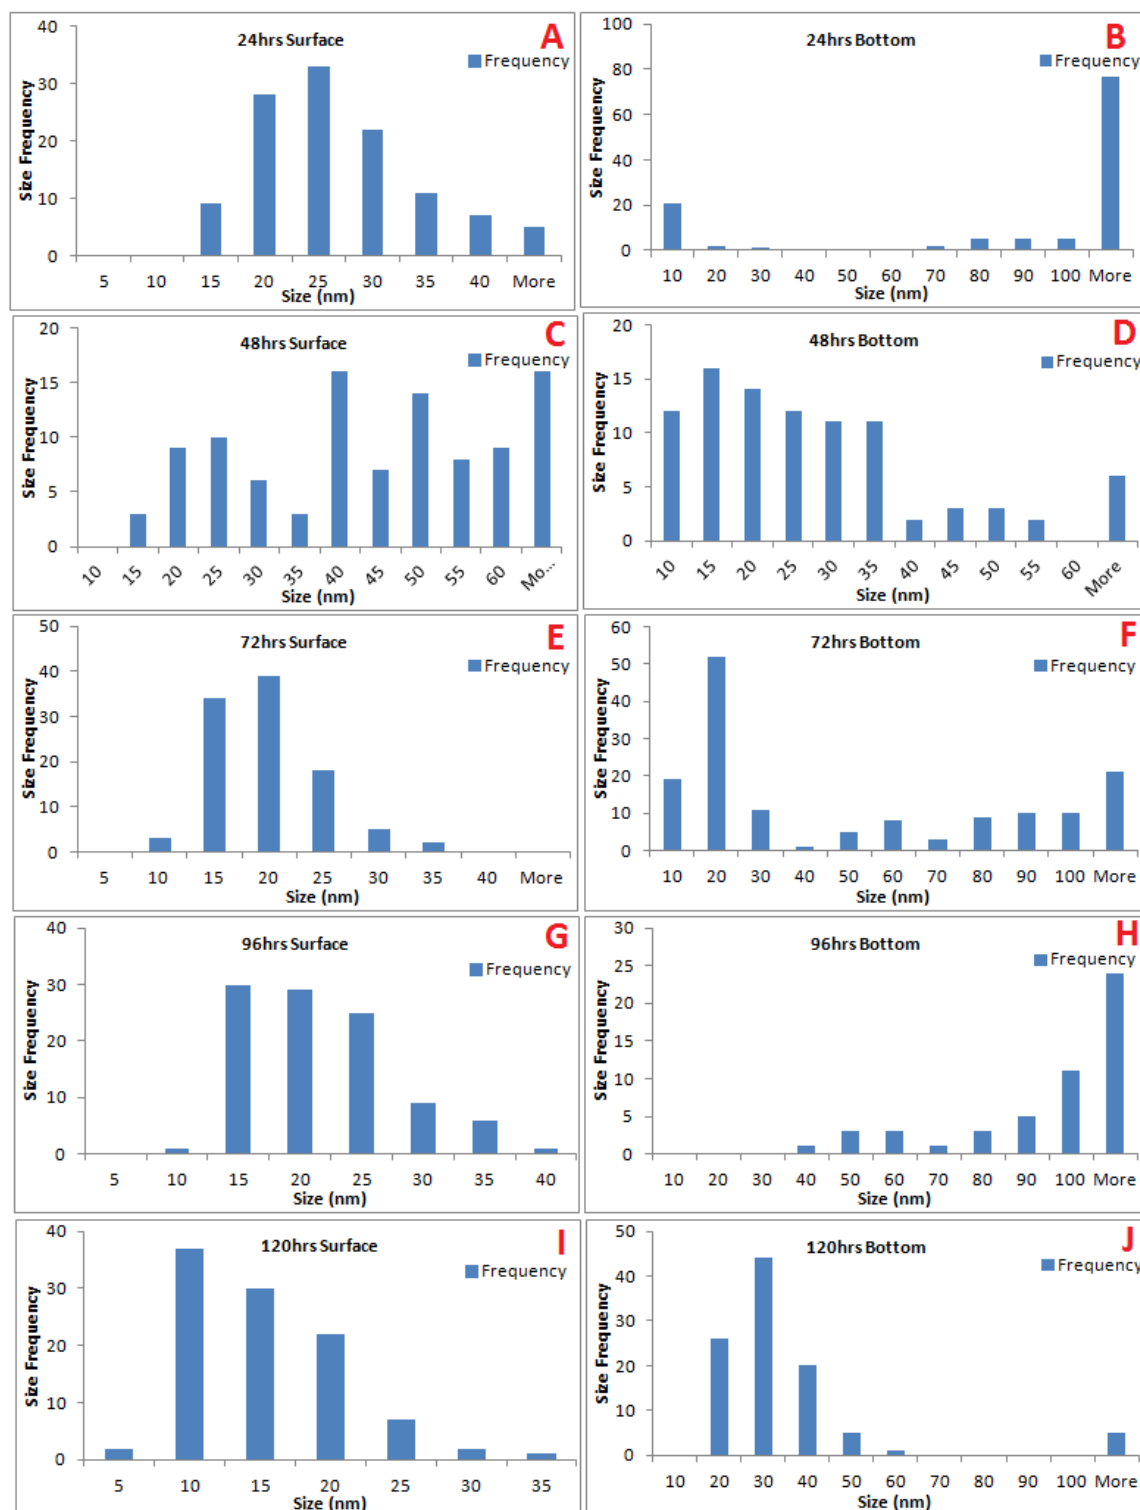 A
24hrs Surface
Frequency
Size Frequency
40
30
20
10
0
5 10 15 20 25 30 35 40 More
Size (nm)
B
24hrs Bottom
Frequency
Size Frequency
100
80
60
40
20
0
10 20 30 40 50 60 70 80 90 100 More
Size (nm)
C
48hrs Surface
Frequency
Size Frequency
20
15
10
5
0
10 15 20 25 30 35 40 45 50 55 60 Mo...
Size (nm)
D
48hrs Bottom
Frequency
Size Frequency
20
15
10
5
0
10 15 20 25 30 35 40 45 50 55 60 More
Size (nm)
E
72hrs Surface
Frequency
Size Frequency
50
40
30
20
10
0
5 10 15 20 25 30 35 40 More
Size (nm)
F
72hrs Bottom
Frequency
Size Frequency
60
50
40
30
20
10
0
10 20 30 40 50 60 70 80 90 100 More
Size (nm)
G
96hrs Surface
Frequency
Size Frequency
40
30
20
10
0
5 10 15 20 25 30 35 40
Size (nm)
H
96hrs Bottom
Frequency
Size Frequency
30
25
20
15
10
5
0
10 20 30 40 50 60 70 80 90 100 More
Size (nm)
I
120hrs Surface
Frequency
Size Frequency
40
30
20
10
0
5 10 15 20 25 30 35
Size (nm)
J
120hrs Bottom
Frequency
Size Frequency
50
40
30
20
10
0
10 20 30 40 50 60 70 80 90 100 More
Size (nm)